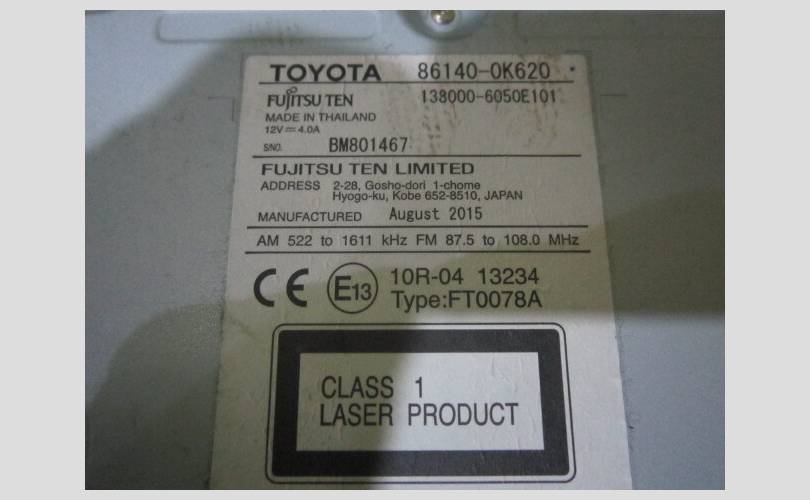 TOYOTA 86140-0K620
FUJITSU TEN 138000-6050E101
MADE IN THAILAND
12V⎓4.0A
S/NO. BM801467
FUJITSU TEN LIMITED
ADDRESS 2-28, Gosho-dori 1-chome
Hyogo-ku, Kobe 652-8510, JAPAN
MANUFACTURED August 2015
AM 522 to 1611 kHz FM 87.5 to 108.0 MHz
CE E13 10R-04 13234
Type:FT0078A
CLASS 1
LASER PRODUCT